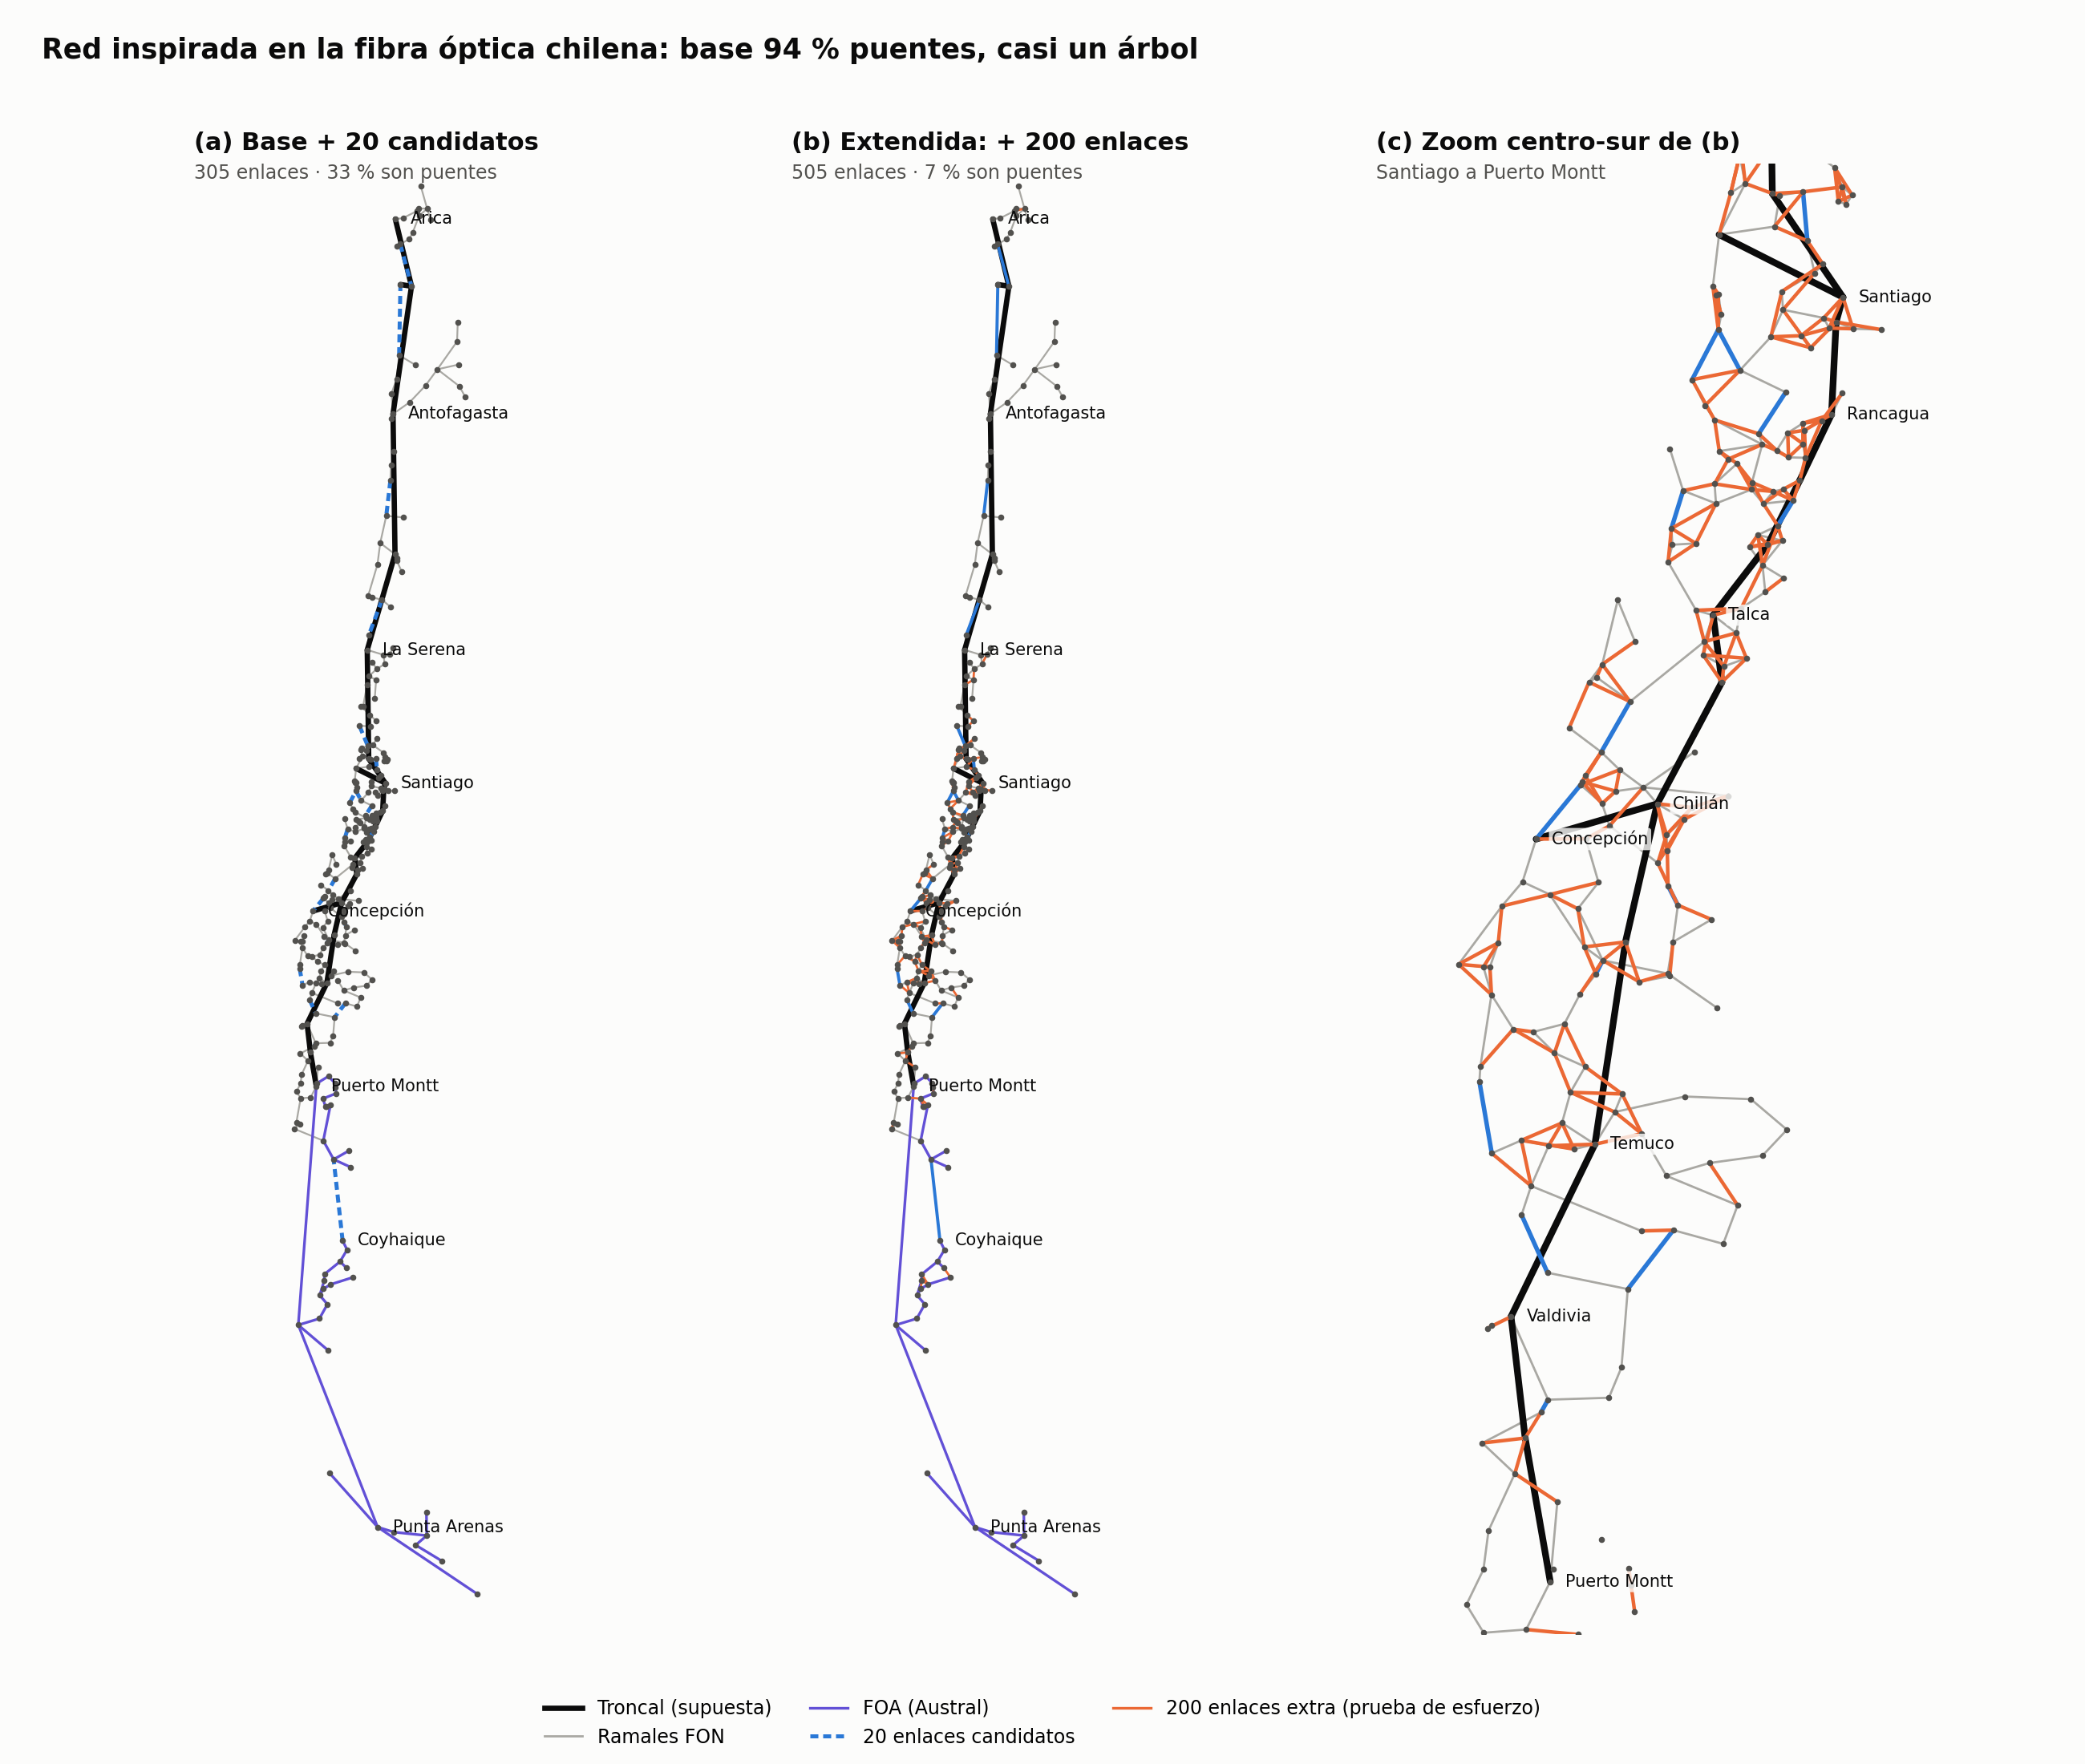 Red inspirada en la fibra óptica chilena: base 94 % puentes, casi un árbol
(a) Base + 20 candidatos
305 enlaces · 33 % son puentes
Arica
Antofagasta
La Serena
Santiago
Concepción
Puerto Montt
Coyhaique
Punta Arenas
(b) Extendida: + 200 enlaces
505 enlaces · 7 % son puentes
Arica
Antofagasta
La Serena
Santiago
Concepción
Puerto Montt
Coyhaique
Punta Arenas
(c) Zoom centro-sur de (b)
Santiago a Puerto Montt
Santiago
Rancagua
Talca
Chillán
Concepción
Temuco
Valdivia
Puerto Montt
Troncal (supuesta)
Ramales FON
FOA (Austral)
20 enlaces candidatos
200 enlaces extra (prueba de esfuerzo)